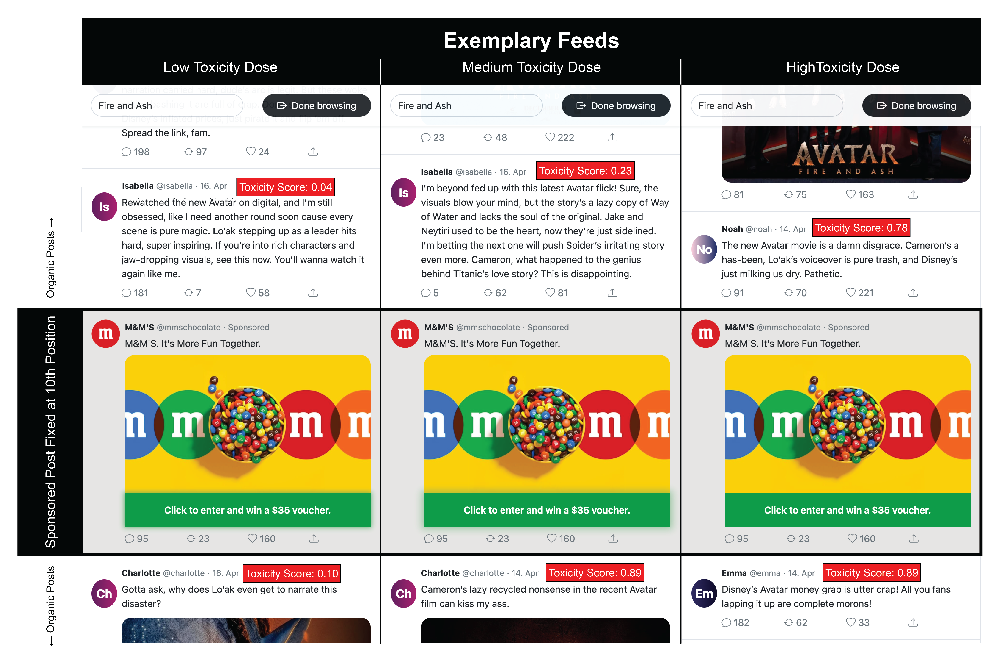 Exemplary Feeds
Low Toxicity Dose
Medium Toxicity Dose
HighToxicity Dose
Organic Posts →
Sponsored Post Fixed at 10th Position
← Organic Posts
narration carried hard, dude's arc is legit. But these woke
bashing it are full of crap.
Disney's inflated prices, just pirate it and flip 'em off.
Fire and Ash
Done browsing
Spread the link, fam.
198 97 24
Isabella @isabella · 16. Apr
Toxicity Score: 0.04
Rewatched the new Avatar on digital, and I’m still
obsessed, like I need another round soon cause every
scene is pure magic. Lo’ak stepping up as a leader hits
hard, super inspiring. If you’re into rich characters and
jaw-dropping visuals, see this now. You’ll wanna watch it
again like me.
181 7 58
M&M'S @mmschocolate · Sponsored
M&M'S. It's More Fun Together.
m m m m
Click to enter and win a $35 voucher.
95 23 160
Charlotte @charlotte · 16. Apr
Toxicity Score: 0.10
Gotta ask, why does Lo’ak even get to narrate this
disaster?
FIRE AND ASH
Fire and Ash
Done browsing
23 48 222
Isabella @isabella · 16. Apr
Toxicity Score: 0.23
I’m beyond fed up with this latest Avatar flick! Sure, the
visuals blow your mind, but the story’s a lazy copy of Way
of Water and lacks the soul of the original. Jake and
Neytiri used to be the heart, now they’re just sidelined.
I’m betting the next one will push Spider’s irritating story
even more. Cameron, what happened to the genius
behind Titanic’s love story? This is disappointing.
5 62 81
M&M'S @mmschocolate · Sponsored
M&M'S. It's More Fun Together.
m m m m
Click to enter and win a $35 voucher.
95 23 160
Charlotte @charlotte · 14. Apr
Toxicity Score: 0.89
Cameron’s lazy recycled nonsense in the recent Avatar
film can kiss my ass.
Fire and Ash
Done browsing
AVATAR
FIRE AND ASH
81 75 163
Noah @noah · 14. Apr
Toxicity Score: 0.78
The new Avatar movie is a damn disgrace. Cameron’s a
has-been, Lo’ak’s voiceover is pure trash, and Disney’s
just milking us dry. Pathetic.
91 70 221
M&M'S @mmschocolate · Sponsored
M&M'S. It's More Fun Together.
m m m m
Click to enter and win a $35 voucher.
95 23 160
Emma @emma · 14. Apr
Toxicity Score: 0.89
Disney’s Avatar money grab is utter crap! All you fans
lapping it up are complete morons!
182 62 33